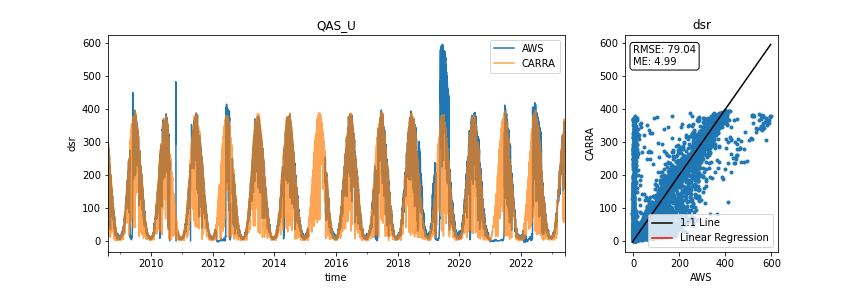 QAS_U
dsr
600
500
400
300
200
100
0
2010
2012
2014
2016
2018
2020
2022
time
AWS
CARRA
dsr
CARRA
600
500
400
300
200
100
0
0
200
400
600
AWS
RMSE: 79.04
ME: 4.99
1:1 Line
Linear Regression